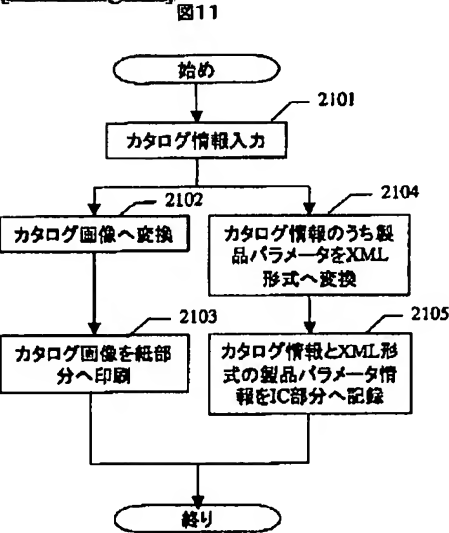 図11
始め
2101
カタログ情報入力
2102
カタログ画像へ変換
2104
カタログ情報のうち製
品パラメータをXML
形式へ変換
2103
カタログ画像を紙部
分へ印刷
2105
カタログ情報とXML形
式の製品パラメータ情
報をIC部分へ記録
終り